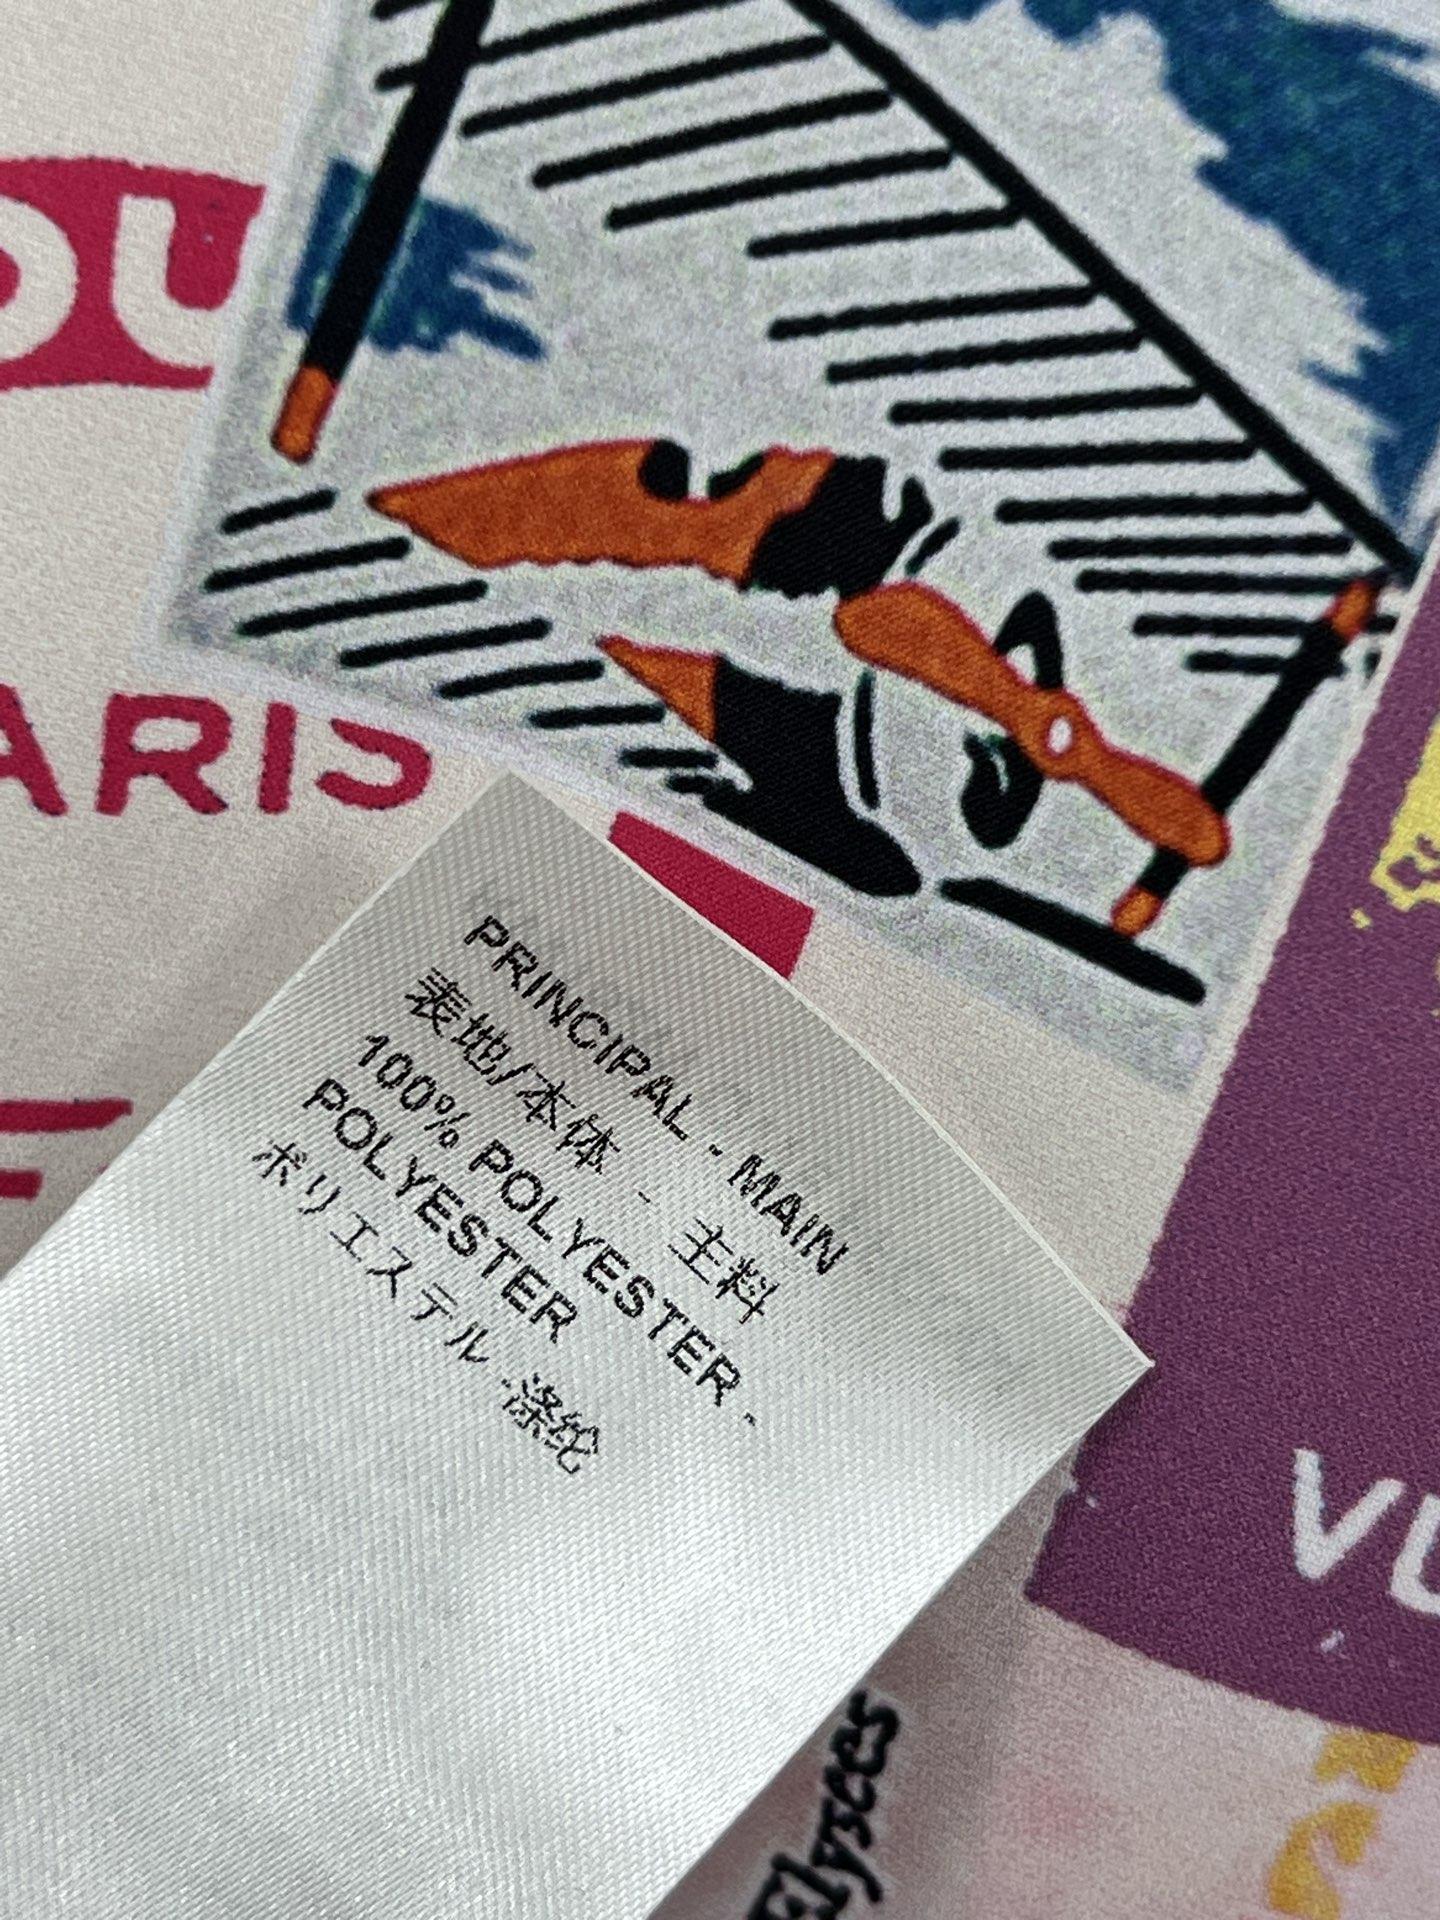 ARIS
PRINCIPAL - MAIN
表地/本体 - 主料
100% POLYESTER -
POLYESTER
ポリエステル -涤纶
Elysees